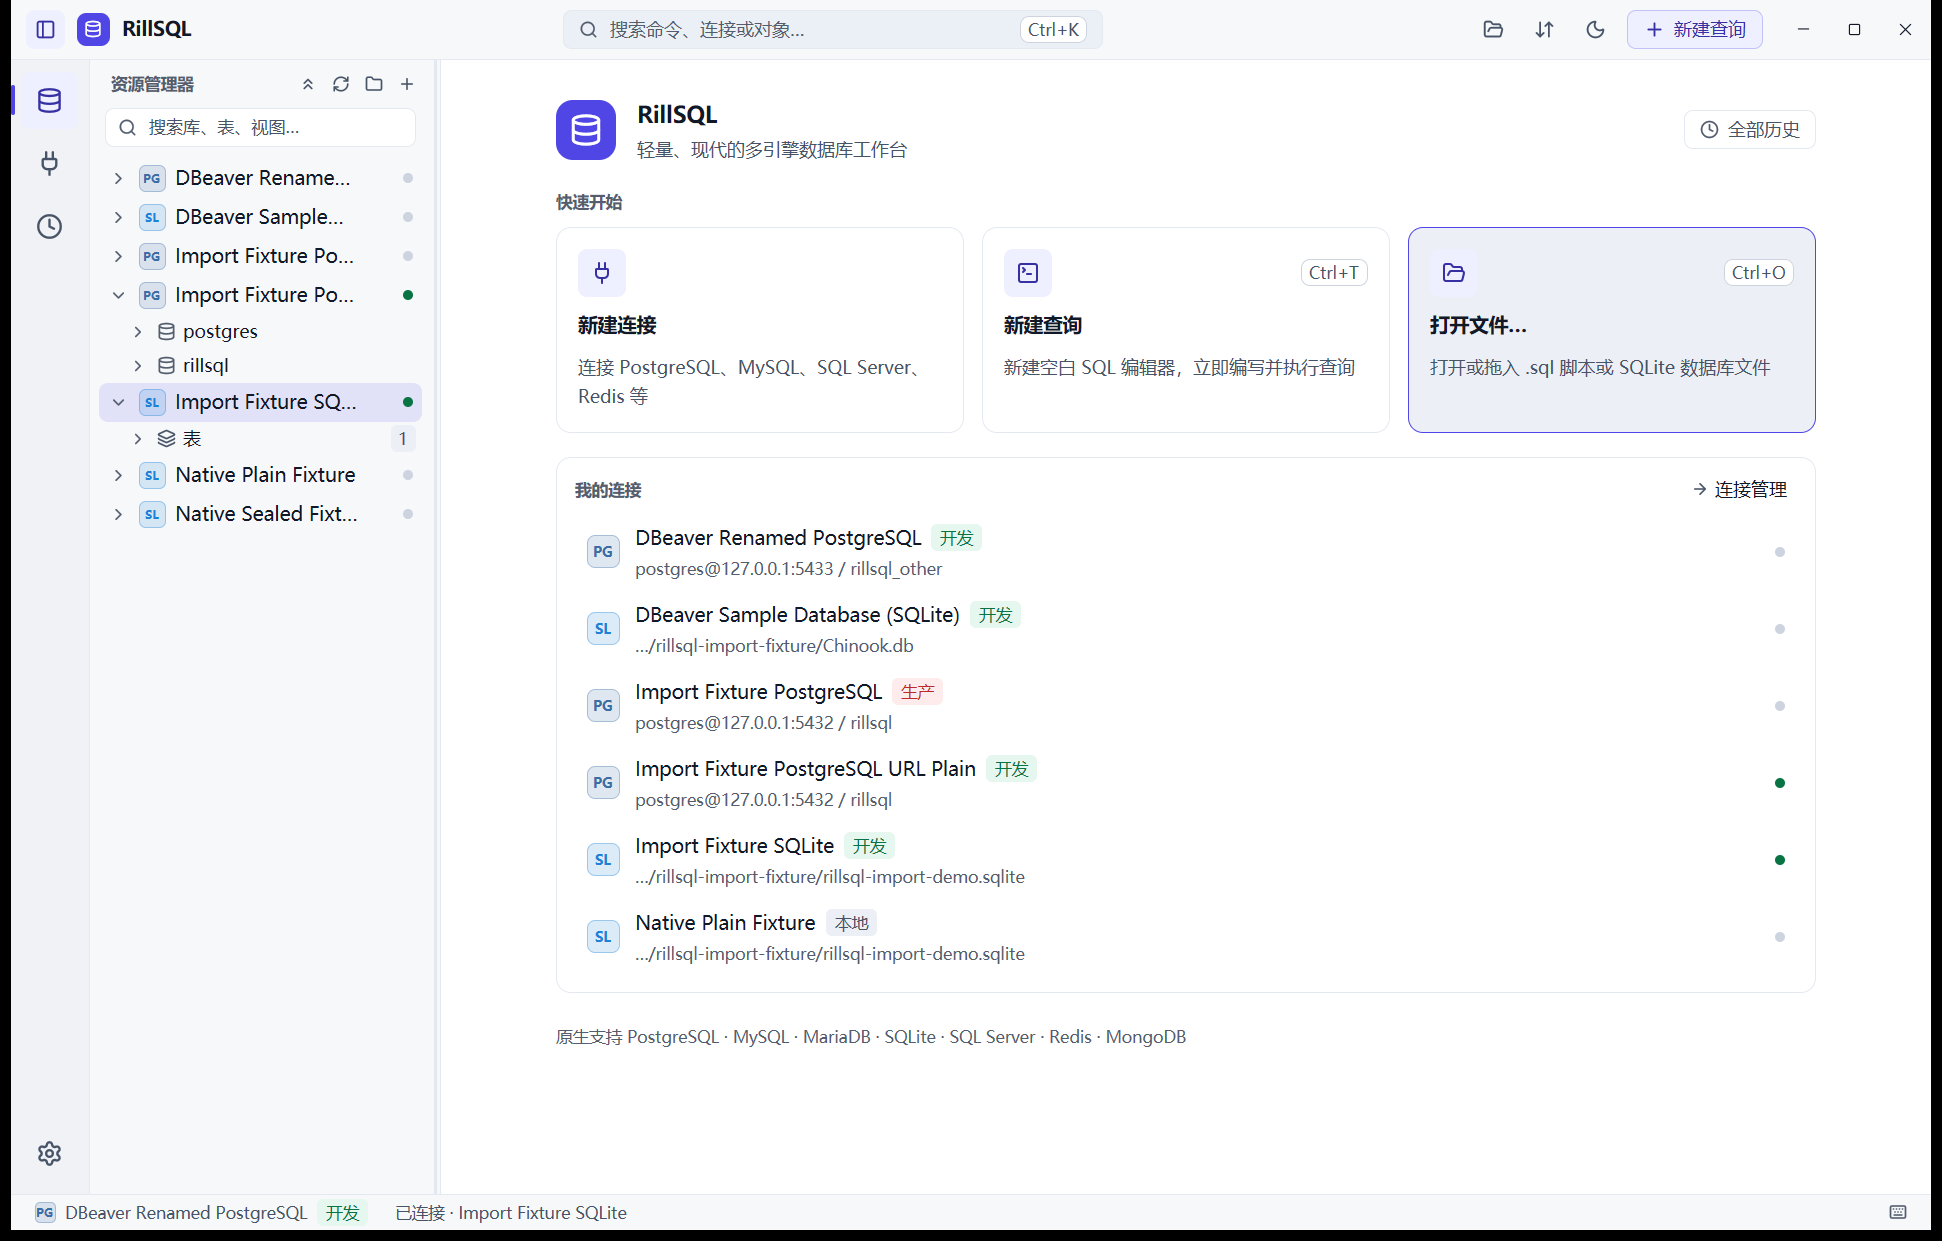 RillSQL
搜索命令、连接或对象...
Ctrl+K
新建查询
资源管理器
搜索库、表、视图...
PG DBeaver Rename...
SL DBeaver Sample...
PG Import Fixture Po...
PG Import Fixture Po...
postgres
rillsql
SL Import Fixture SQ...
表 1
SL Native Plain Fixture
SL Native Sealed Fixt...
RillSQL
轻量、现代的多引擎数据库工作台
全部历史
快速开始
新建连接
连接 PostgreSQL、MySQL、SQL Server、
Redis 等
Ctrl+T
新建查询
新建空白 SQL 编辑器，立即编写并执行查询
Ctrl+O
打开文件...
打开或拖入 .sql 脚本或 SQLite 数据库文件
我的连接
连接管理
PG
DBeaver Renamed PostgreSQL 开发
postgres@127.0.0.1:5433 / rillsql_other
SL
DBeaver Sample Database (SQLite) 开发
.../rillsql-import-fixture/Chinook.db
PG
Import Fixture PostgreSQL 生产
postgres@127.0.0.1:5432 / rillsql
PG
Import Fixture PostgreSQL URL Plain 开发
postgres@127.0.0.1:5432 / rillsql
SL
Import Fixture SQLite 开发
.../rillsql-import-fixture/rillsql-import-demo.sqlite
SL
Native Plain Fixture 本地
.../rillsql-import-fixture/rillsql-import-demo.sqlite
原生支持 PostgreSQL · MySQL · MariaDB · SQLite · SQL Server · Redis · MongoDB
PG DBeaver Renamed PostgreSQL 开发 已连接 · Import Fixture SQLite